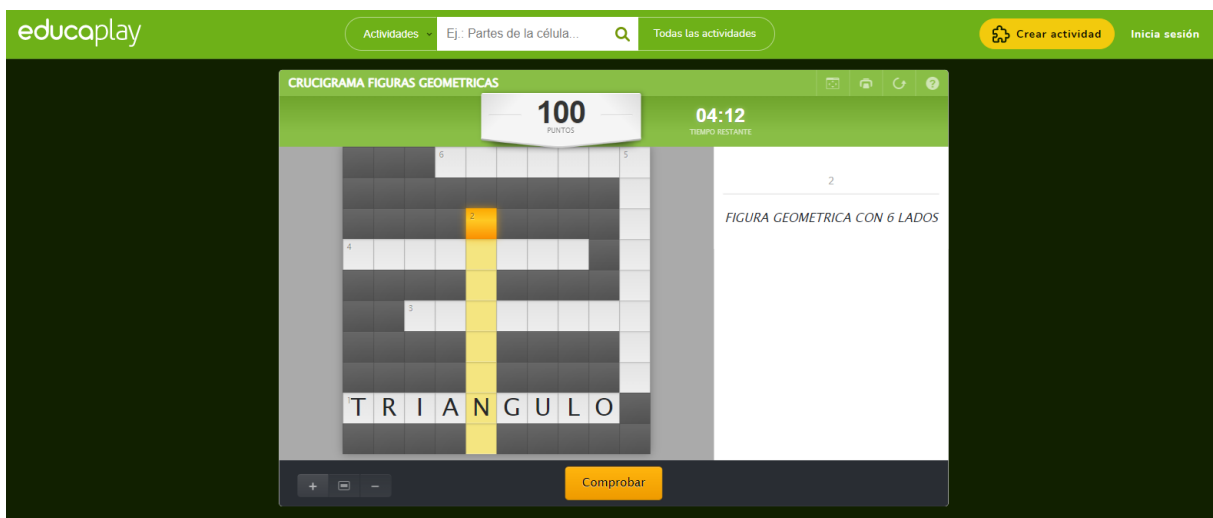 educaplay
Actividades
Ej.: Partes de la célula...
Todas las actividades
Crear actividad
Inicia sesión
CRUCIGRAMA FIGURAS GEOMETRICAS
100
PUNTOS
04:12
TIEMPO RESTANTE
6 5
2
4
3
1 T R I A N G U L O
2
FIGURA GEOMETRICA CON 6 LADOS
+ −
Comprobar